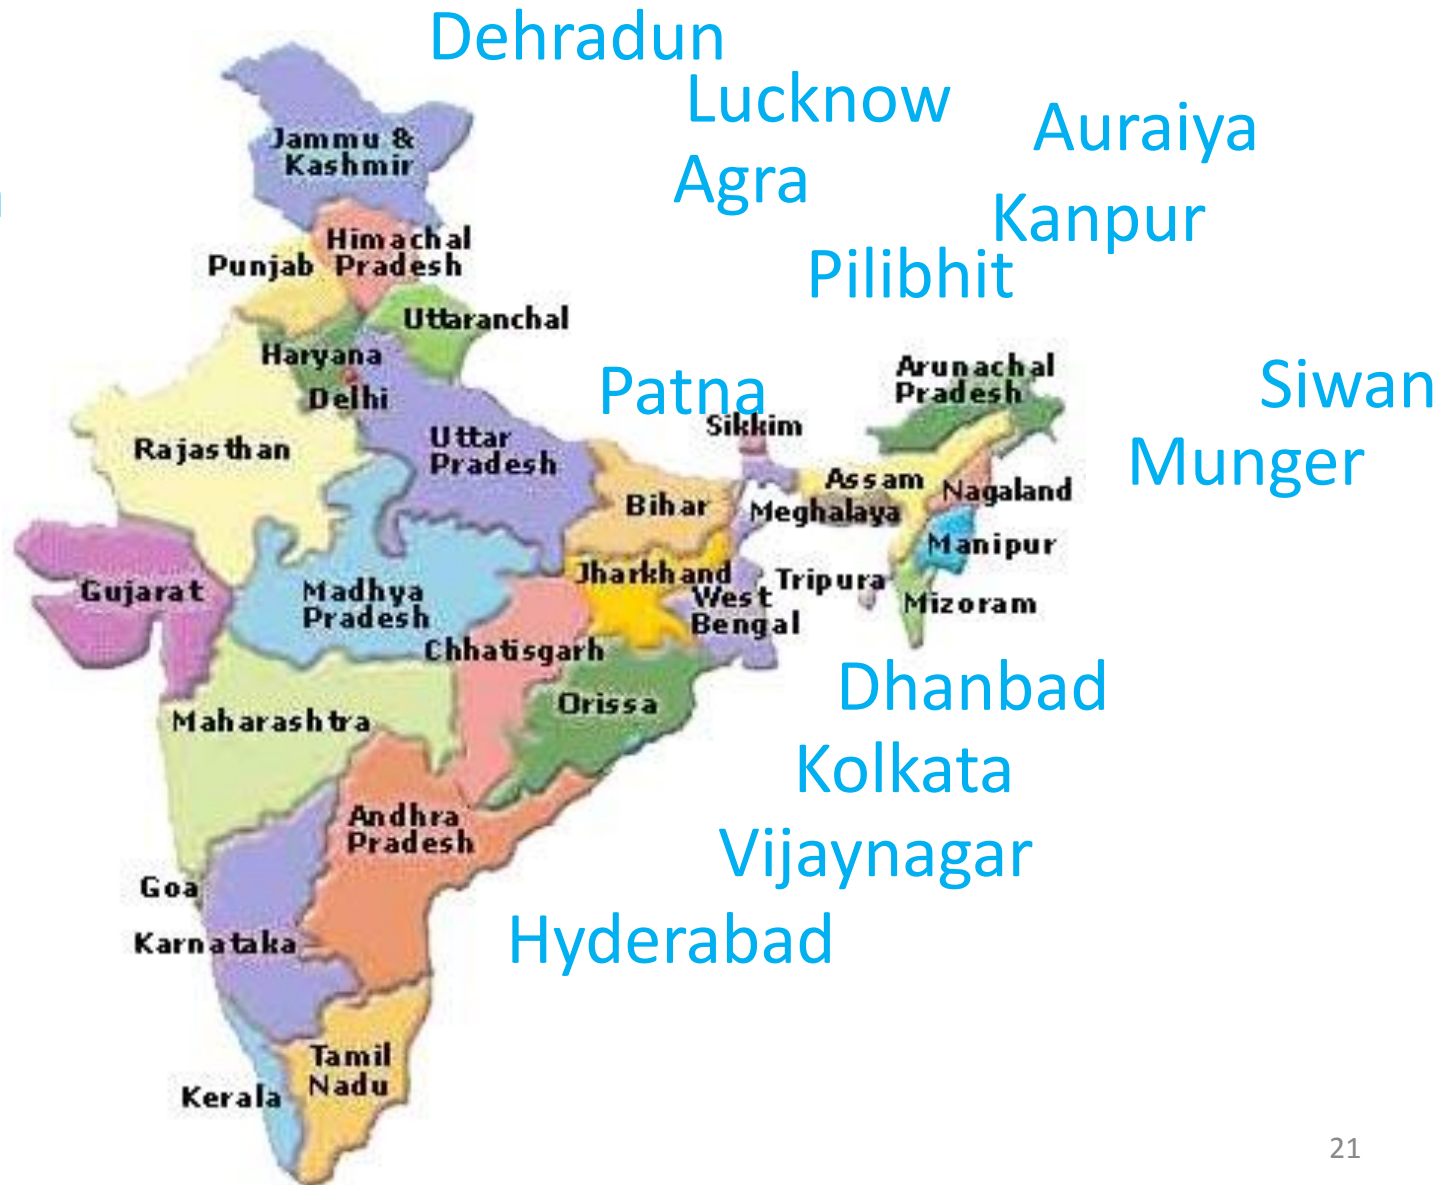 Dehradun
Lucknow
Auraiya
Agra
Kanpur
Pilibhit
Jammu &
Kashmir
Himachal
Pradesh
Punjab
Uttaranchal
Haryana
Delhi
Patna
Arunachal
Pradesh
Siwan
Sikkim
Munger
Rajasthan
Uttar
Pradesh
Bihar
Assam
Nagaland
Meghalaya
Manipur
Gujarat
Madhya
Pradesh
Jharkhand
West
Bengal
Tripura
Mizoram
Chhatisgarh
Orissa
Dhanbad
Maharashtra
Kolkata
Andhra
Pradesh
Vijaynagar
Goa
Karnataka
Hyderabad
Tamil
Nadu
Kerala
21